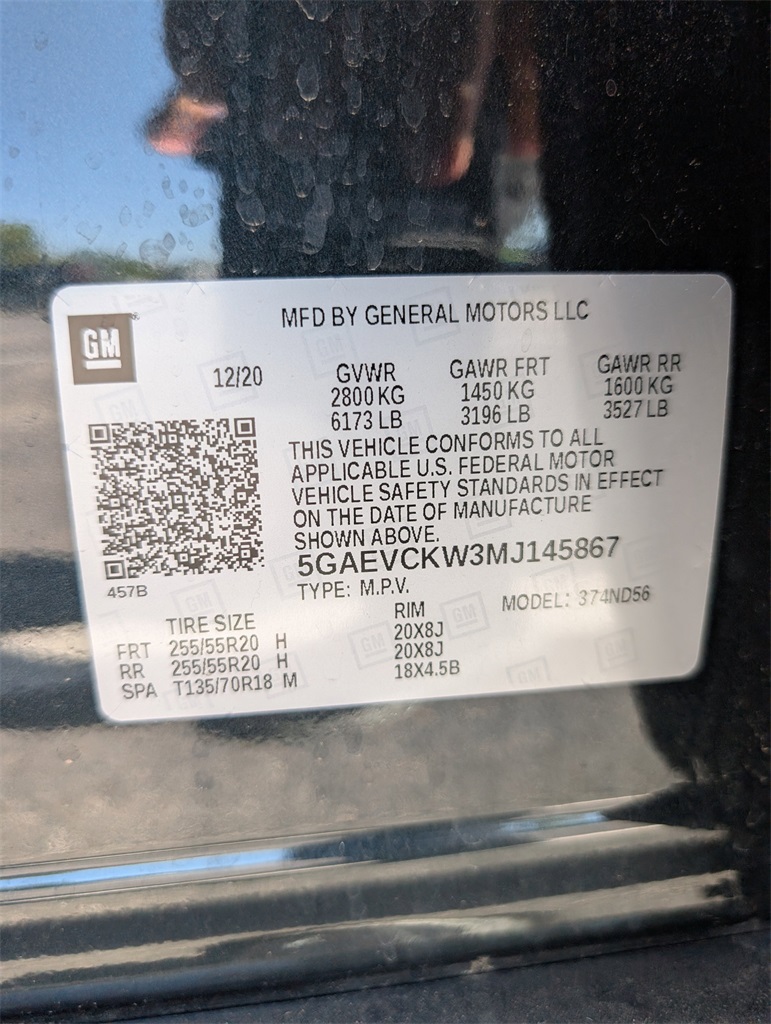 MFD BY GENERAL MOTORS LLC
GM
12/20
GVWR GAWR FRT GAWR RR
2800 KG 1450 KG 1600 KG
6173 LB 3196 LB 3527 LB
THIS VEHICLE CONFORMS TO ALL
APPLICABLE U.S. FEDERAL MOTOR
VEHICLE SAFETY STANDARDS IN EFFECT
ON THE DATE OF MANUFACTURE
SHOWN ABOVE.
5GAEVCKW3MJ145867
457B
TYPE: M.P.V. MODEL: 374ND56
TIRE SIZE RIM
FRT 255/55R20 H 20X8J
RR 255/55R20 H 20X8J
SPA T135/70R18 M 18X4.5B